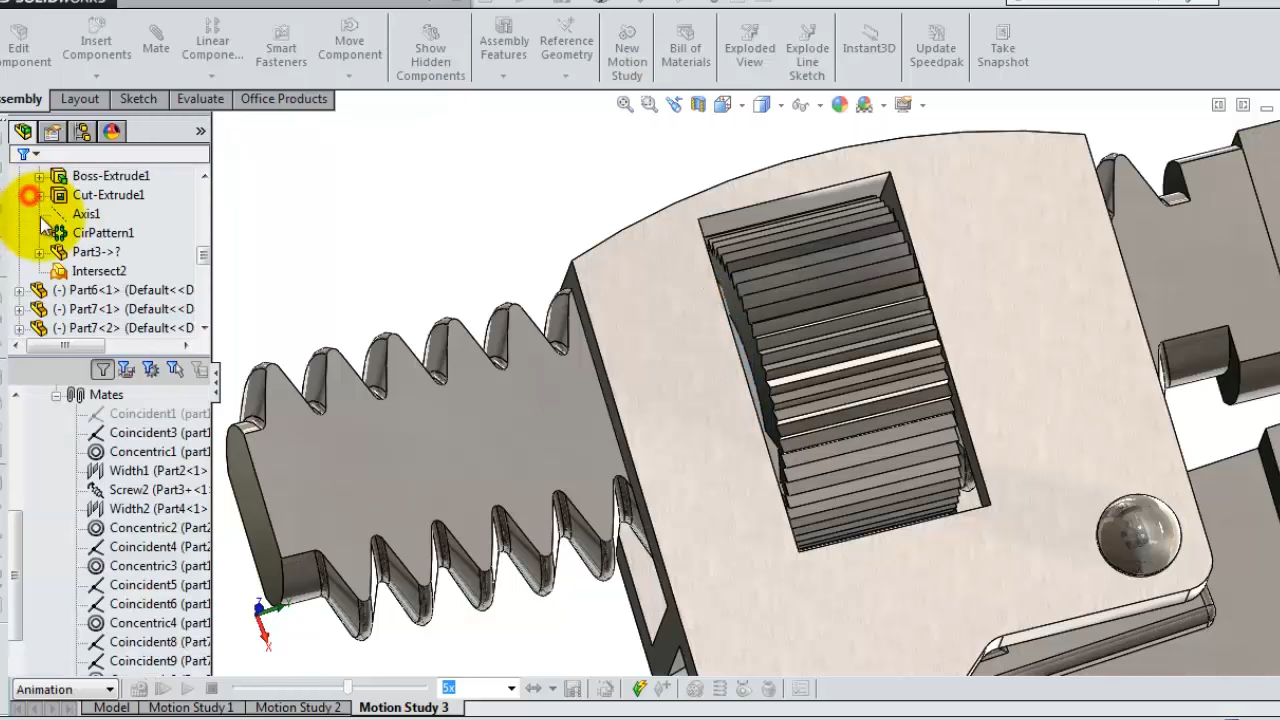 SOLIDWORKS
Edit
Component
Insert
Components
Mate
Linear
Compone...
Smart
Fasteners
Move
Component
Show
Hidden
Components
Assembly
Features
Reference
Geometry
New
Motion
Study
Bill of
Materials
Exploded
View
Explode
Line
Sketch
Instant3D
Update
Speedpak
Take
Snapshot
ssembly Layout Sketch Evaluate Office Products
Boss-Extrude1
Cut-Extrude1
Axis1
CirPattern1
Part3->?
Intersect2
(-) Part6<1> (Default<<D
(-) Part7<1> (Default<<D
(-) Part7<2> (Default<<D
Mates
Coincident1 (part1
Coincident3 (part1
Concentric1 (part1
Width1 (Part2<1>
Screw2 (Part3+<1
Width2 (Part4<1>
Concentric2 (Part2
Coincident4 (Part2
Concentric3 (Part2
Coincident5 (part1
Coincident6 (part1
Concentric4 (part1
Coincident8 (Part7
Coincident9 (Part7
Z
X
Animation
5x
Model Motion Study 1 Motion Study 2 Motion Study 3